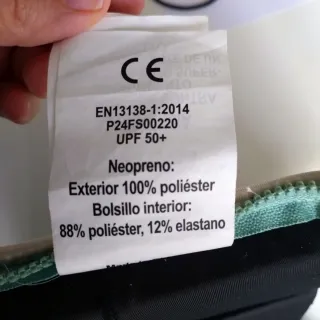 CE
EN13138-1:2014
P24FS00220
UPF 50+
Neopreno:
Exterior 100% poliéster
Bolsillo interior:
88% poliéster, 12% elastano